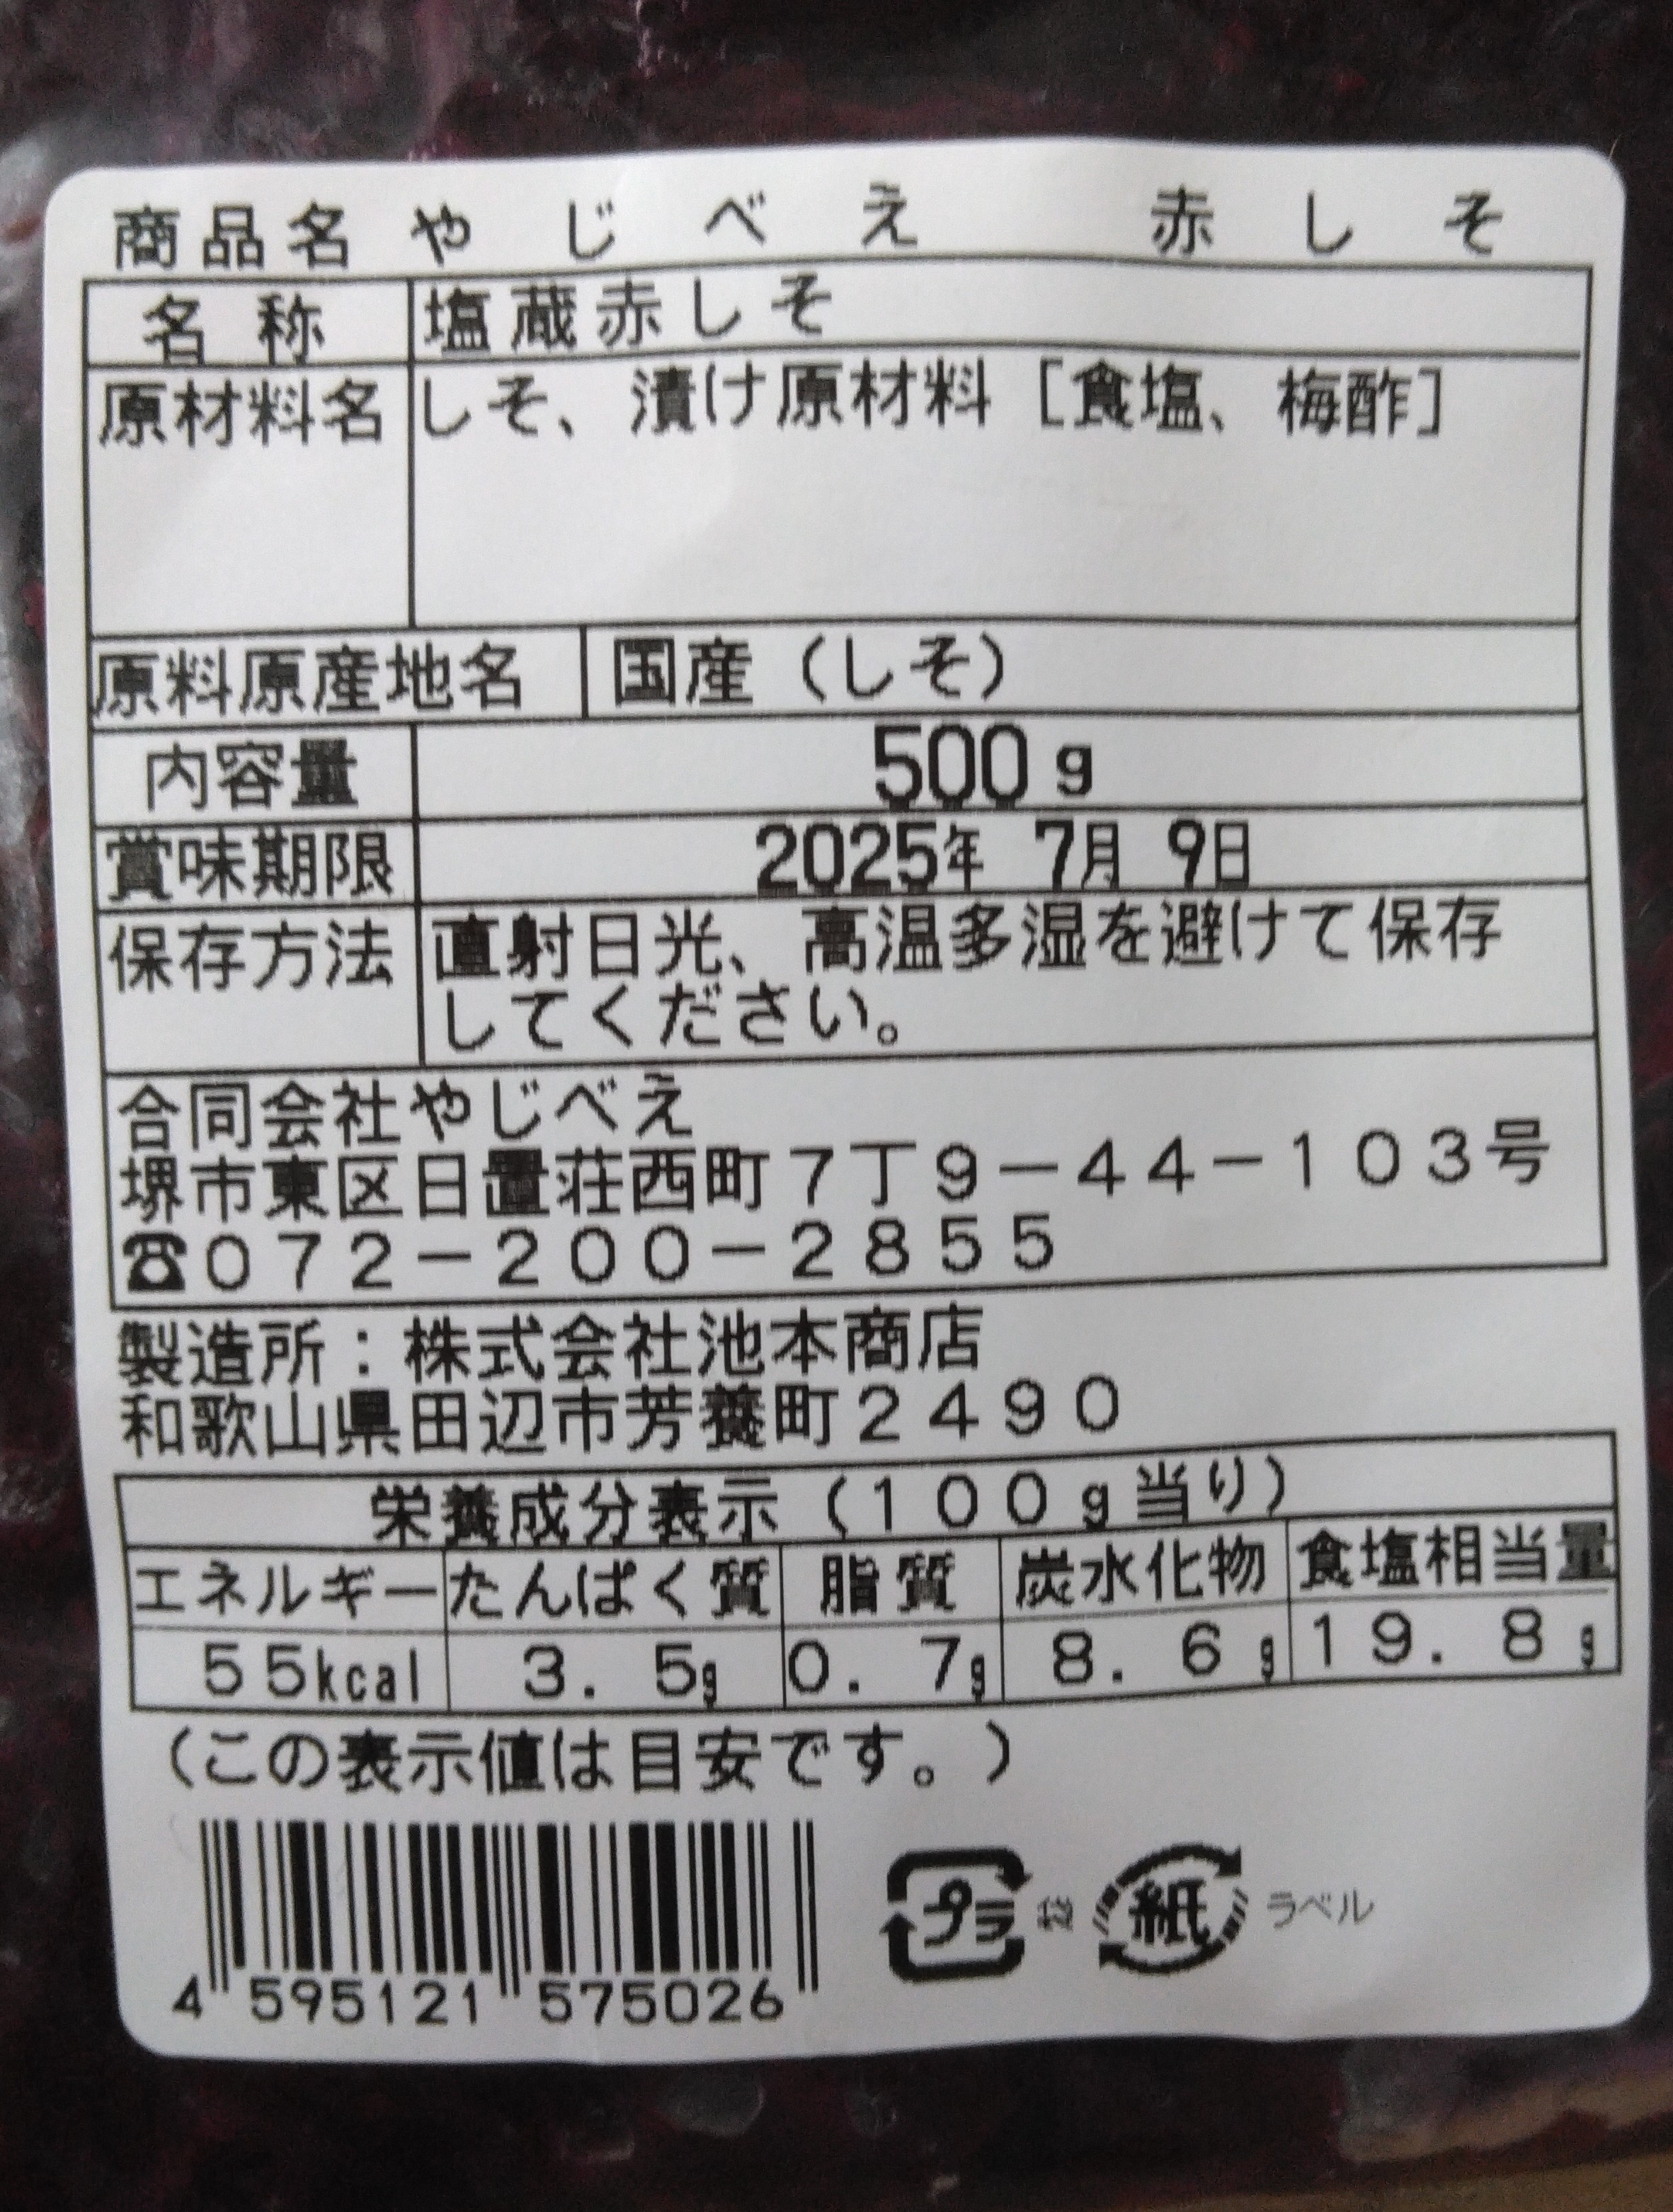 商品名 やじべえ 赤しそ
名称 塩蔵赤しそ
原材料名 しそ、漬け原材料［食塩、梅酢］
原料原産地名 国産（しそ）
内容量 500g
賞味期限 2025年 7月 9日
保存方法 直射日光、高温多湿を避けて保存
してください。
合同会社やじべえ
堺市東区日置荘西町７丁９－４４－１０３号
☎０７２－２００－２８５５
製造所：株式会社池本商店
和歌山県田辺市芳養町２４９０
栄養成分表示（１００g当り）
エネルギー たんぱく質 脂質 炭水化物 食塩相当量
５５kcal ３．５g ０．７g ８．６g １９．８g
（この表示値は目安です。）
プラ 袋 紙 ラベル
4 595121 575026